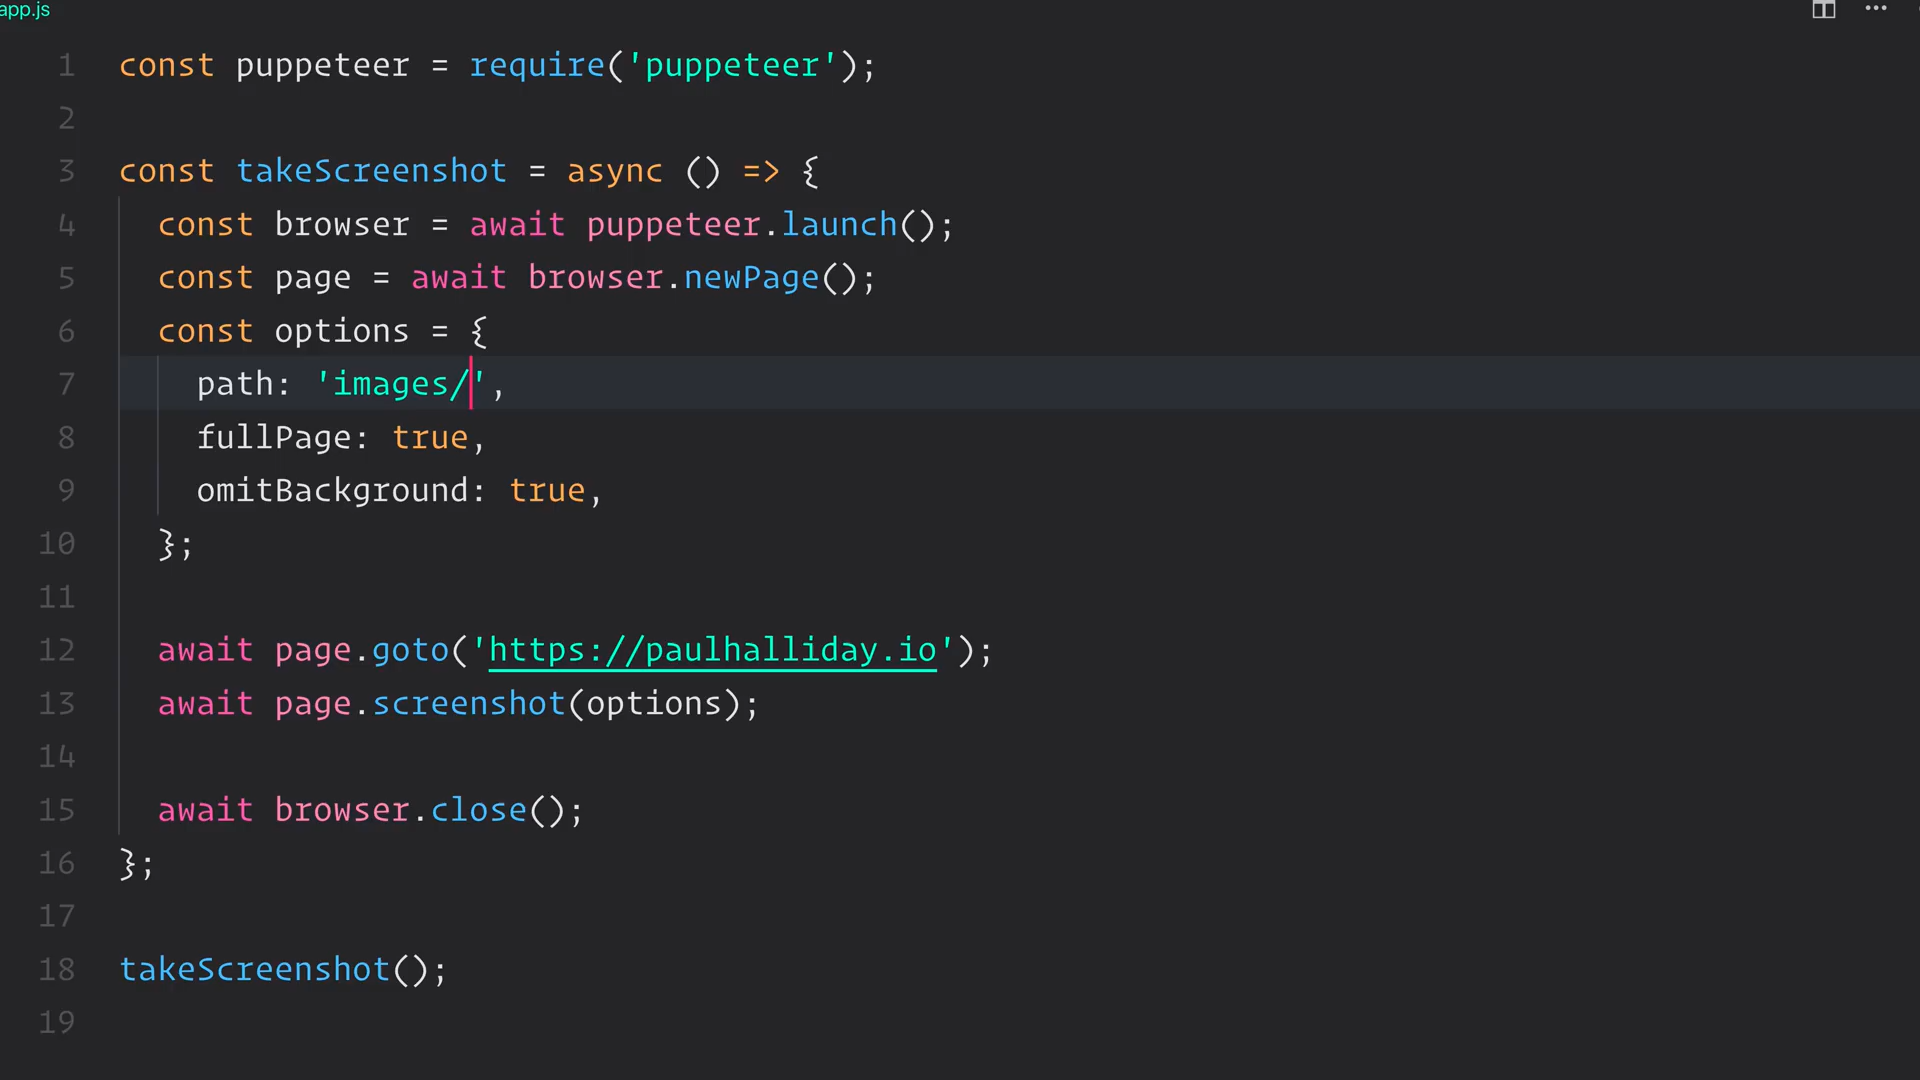 app.js
1 const puppeteer = require('puppeteer');
2
3 const takeScreenshot = async () => {
4 const browser = await puppeteer.launch();
5 const page = await browser.newPage();
6 const options = {
7 path: 'images/',
8 fullPage: true,
9 omitBackground: true,
10 };
11
12 await page.goto('https://paulhalliday.io');
13 await page.screenshot(options);
14
15 await browser.close();
16 };
17
18 takeScreenshot();
19